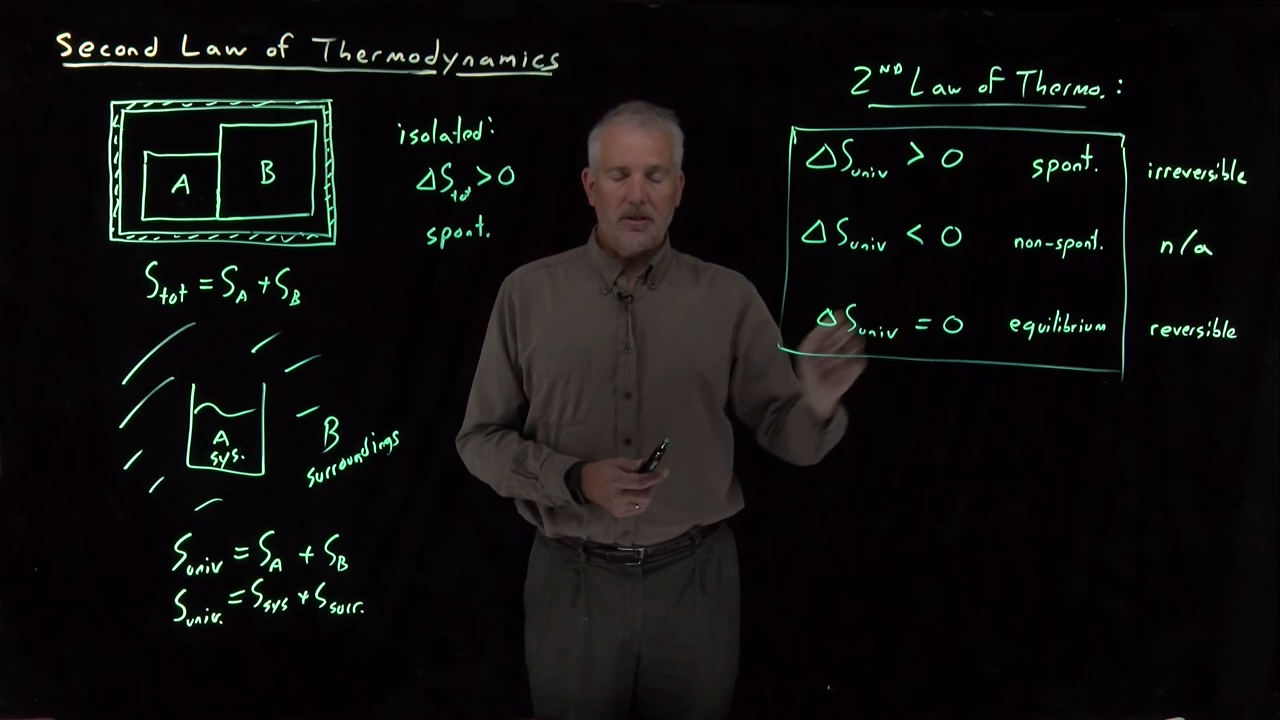 Second Law of Thermodynamics
A
B
isolated:
ΔS_tot > 0
spont.
S_tot = S_A + S_B
A
sys.
B
surroundings
S_univ = S_A + S_B
S_univ. = S_sys + S_surr.
2ND Law of Thermo.:
ΔS_univ > 0 spont. irreversible
ΔS_univ < 0 non-spont. n/a
ΔS_univ = 0 equilibrium reversible